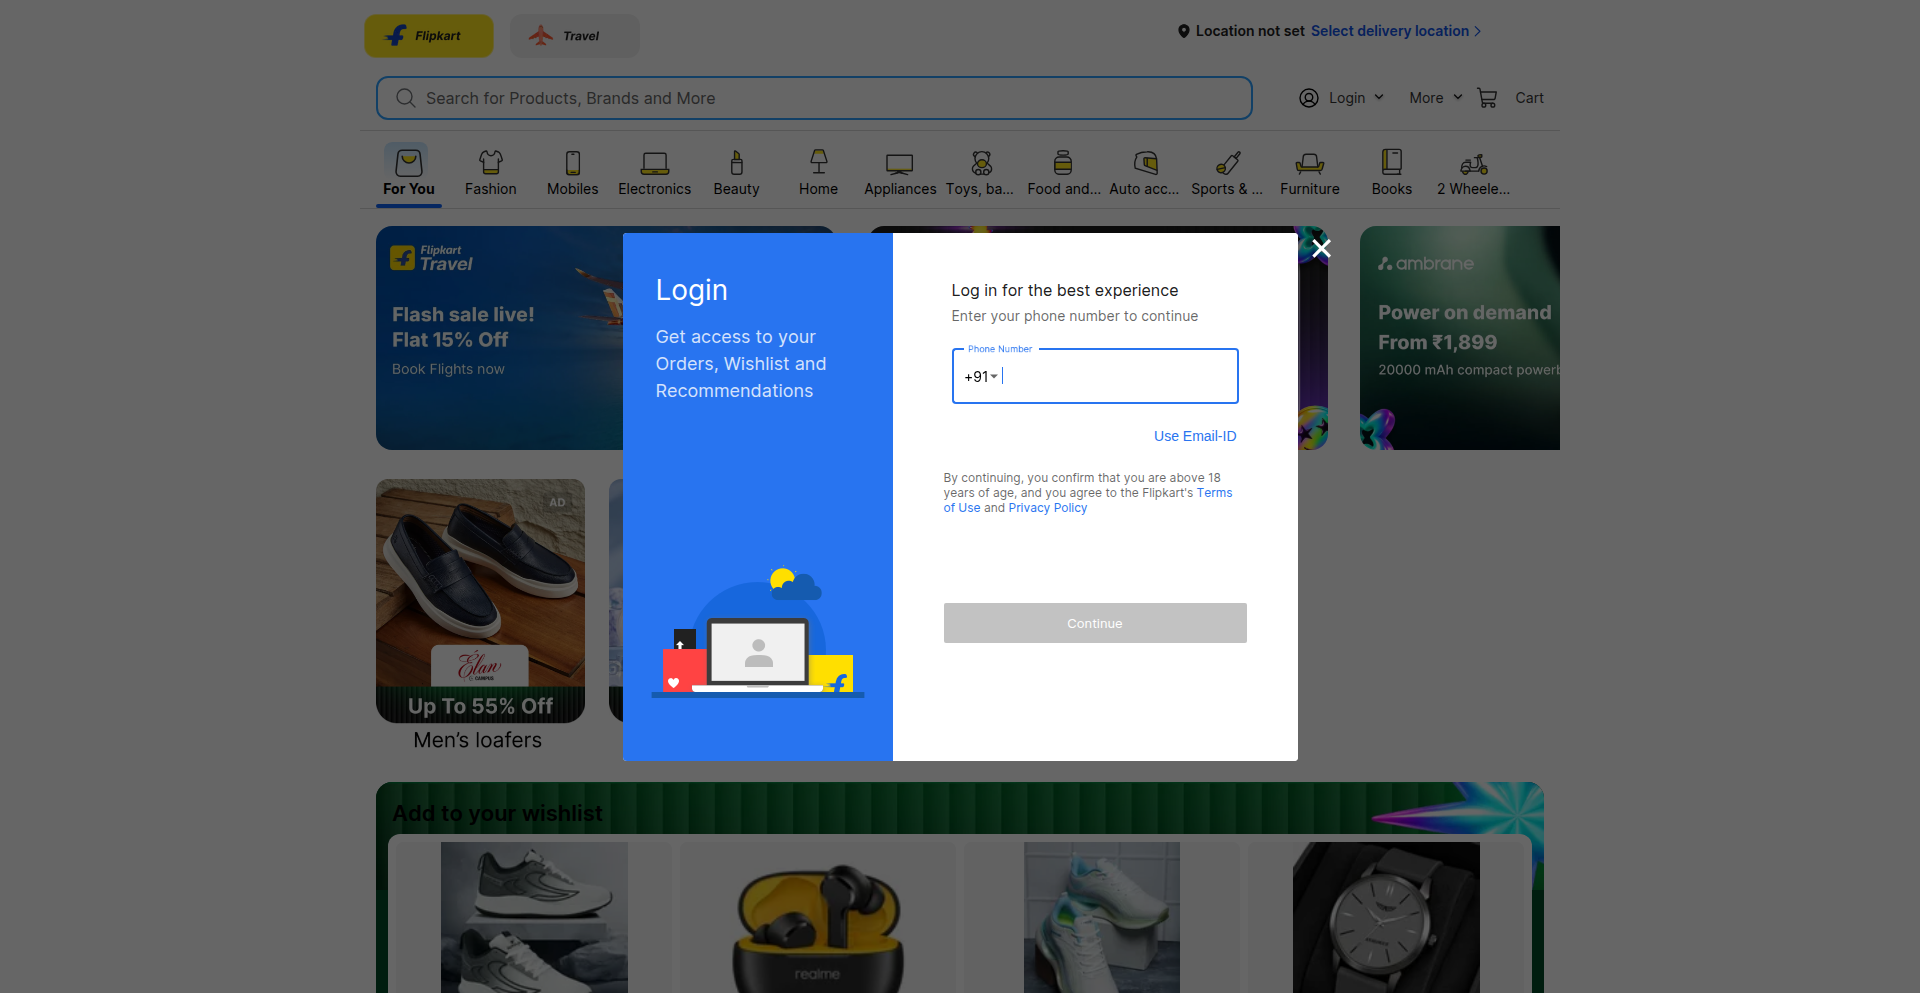 Flipkart
Travel
Location not set Select delivery location
Search for Products, Brands and More
Login
More
Cart
For You
Fashion
Mobiles
Electronics
Beauty
Home
Appliances
Toys, ba...
Food and...
Auto acc...
Sports & ...
Furniture
Books
2 Wheele...
Flipkart
Travel
Flash sale live!
Flat 15% Off
Book Flights now
ambrane
Power on demand
From ₹1,899
20000 mAh compact powerb
Login
Get access to your
Orders, Wishlist and
Recommendations
Log in for the best experience
Enter your phone number to continue
Phone Number
+91
Use Email-ID
By continuing, you confirm that you are above 18
years of age, and you agree to the Flipkart's Terms
of Use and Privacy Policy
Continue
AD
Élan
CAMPUS
Up To 55% Off
Men's loafers
Add to your wishlist
realme